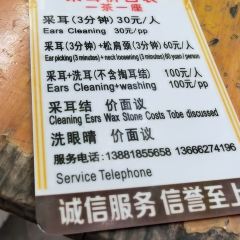 一茶一座
采耳(3分钟)30元/人
Ears Cleaning 30元/pp
采耳(3分钟)+松肩颈(3分钟)60元/人
Ear picking (3 minutes) + neck loosening (3 minutes) 60 yuan / person
采耳+洗耳(不含掏耳结) 100元/人
Ears Cleaning+washing 100元/pp
采耳结 价面议
Cleaning Esrs Wax Stone Costs Tobe discussed
洗眼睛 价面议
服务电话:13881855658 13666274196
Service Telephone
诚信服务 信誉至上